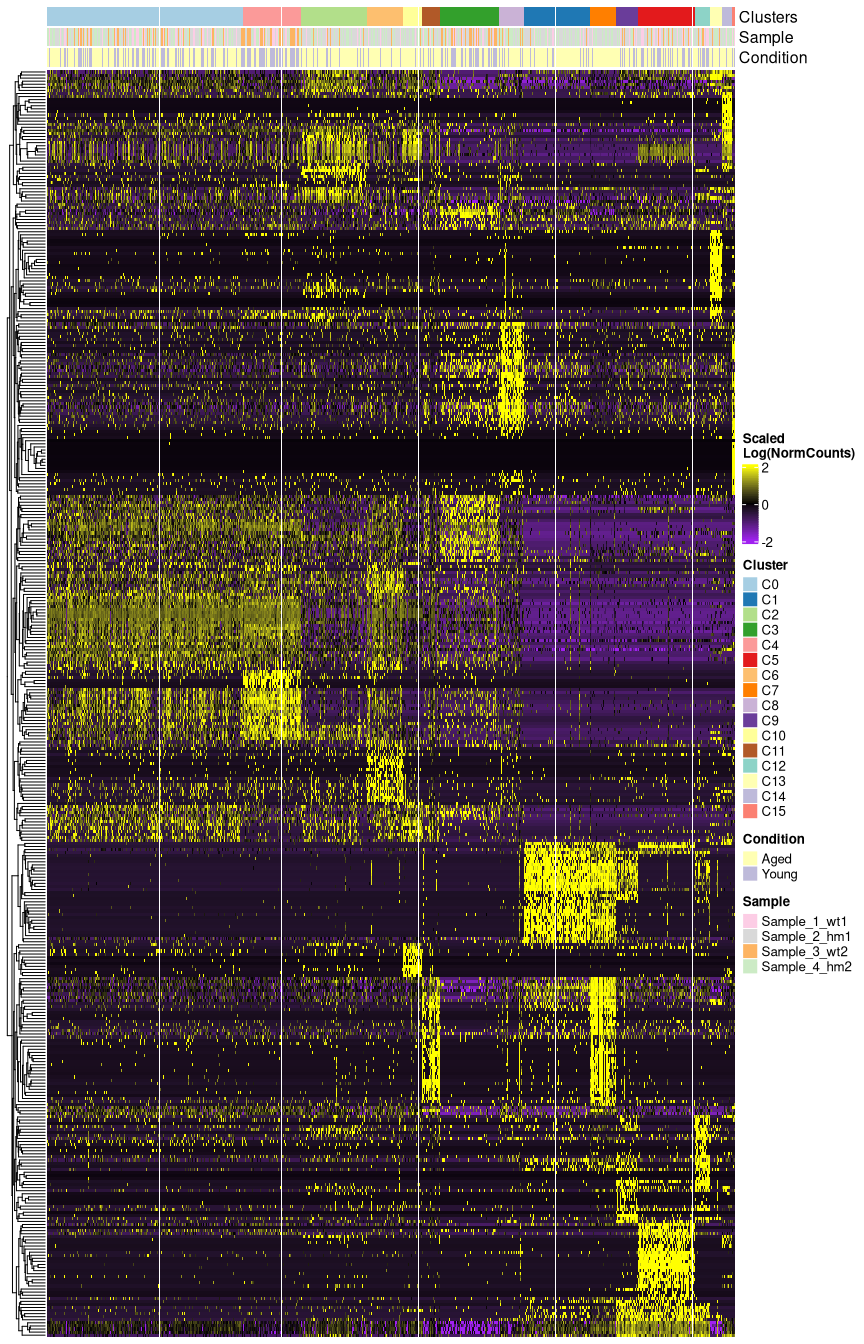 Clusters
Sample
Condition
Scaled
Log(NormCounts)
2
0
-2
Cluster
C0
C1
C2
C3
C4
C5
C6
C7
C8
C9
C10
C11
C12
C13
C14
C15
Condition
Aged
Young
Sample
Sample_1_wt1
Sample_2_hm1
Sample_3_wt2
Sample_4_hm2